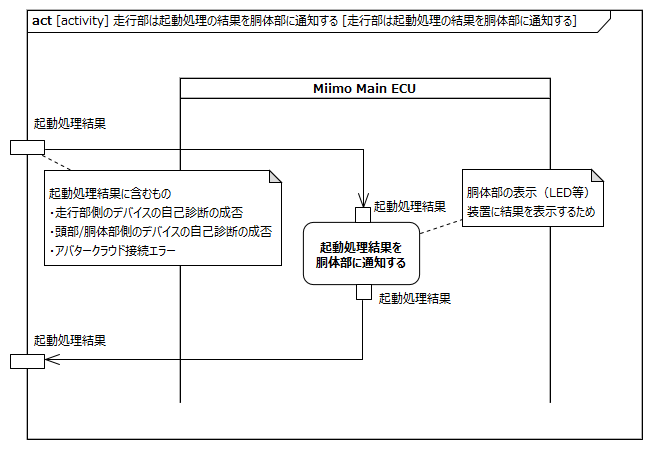 act [activity] 走行部は起動処理の結果を胴体部に通知する [走行部は起動処理の結果を胴体部に通知する]
Miimo Main ECU
起動処理結果
起動処理結果に含むもの
・走行部側のデバイスの自己診断の成否
・頭部/胴体部側のデバイスの自己診断の成否
・アバタークラウド接続エラー
胴体部の表示（LED等）
装置に結果を表示するため
起動処理結果
起動処理結果を
胴体部に通知する
起動処理結果
起動処理結果